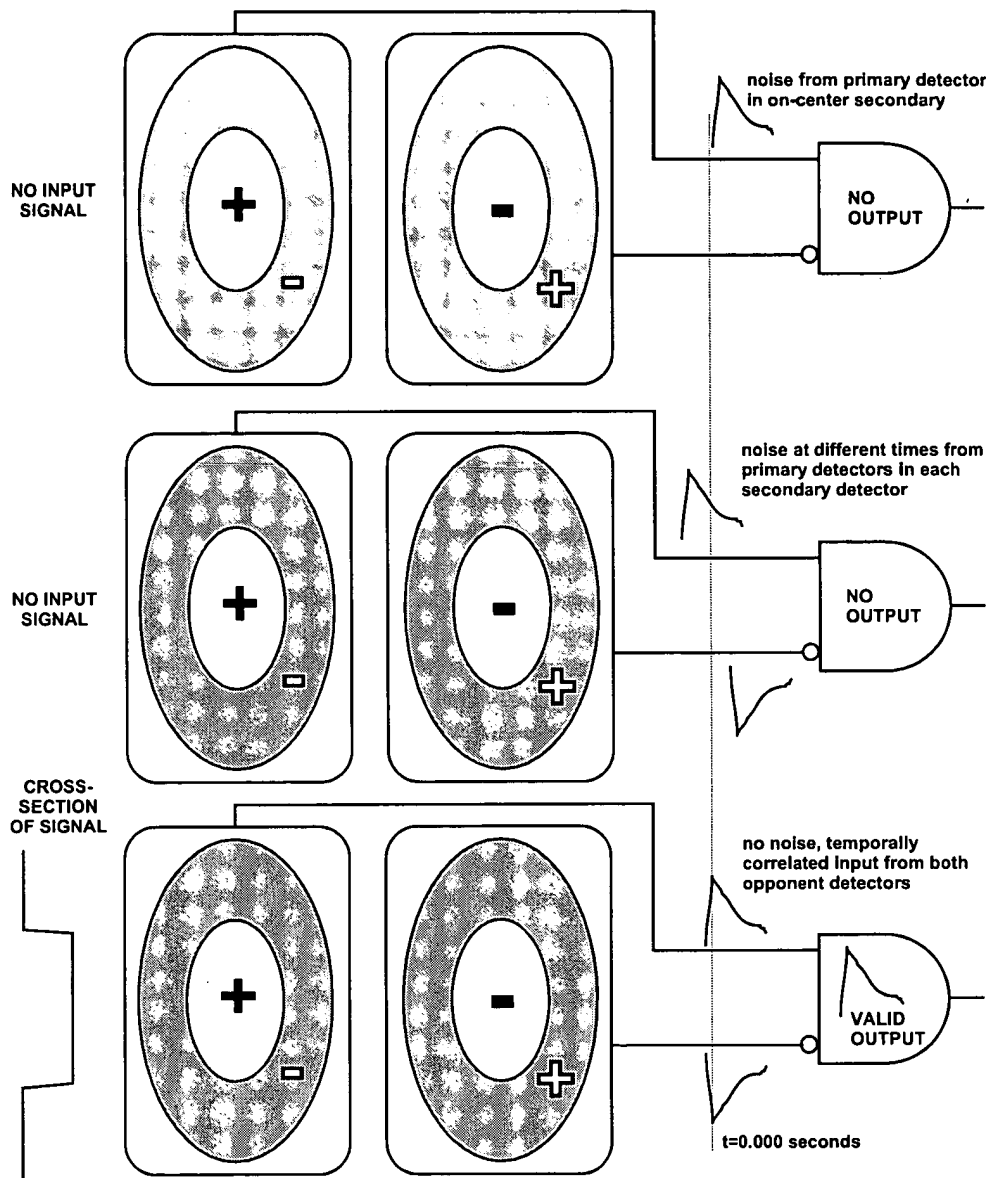 noise from primary detector
in on-center secondary
NO INPUT
SIGNAL
+
-
-
+
NO
OUTPUT
noise at different times from
primary detectors in each
secondary detector
NO INPUT
SIGNAL
+
-
-
+
NO
OUTPUT
CROSS-
SECTION
OF SIGNAL
no noise, temporally
correlated input from both
opponent detectors
+
-
-
+
VALID
OUTPUT
t=0.000 seconds